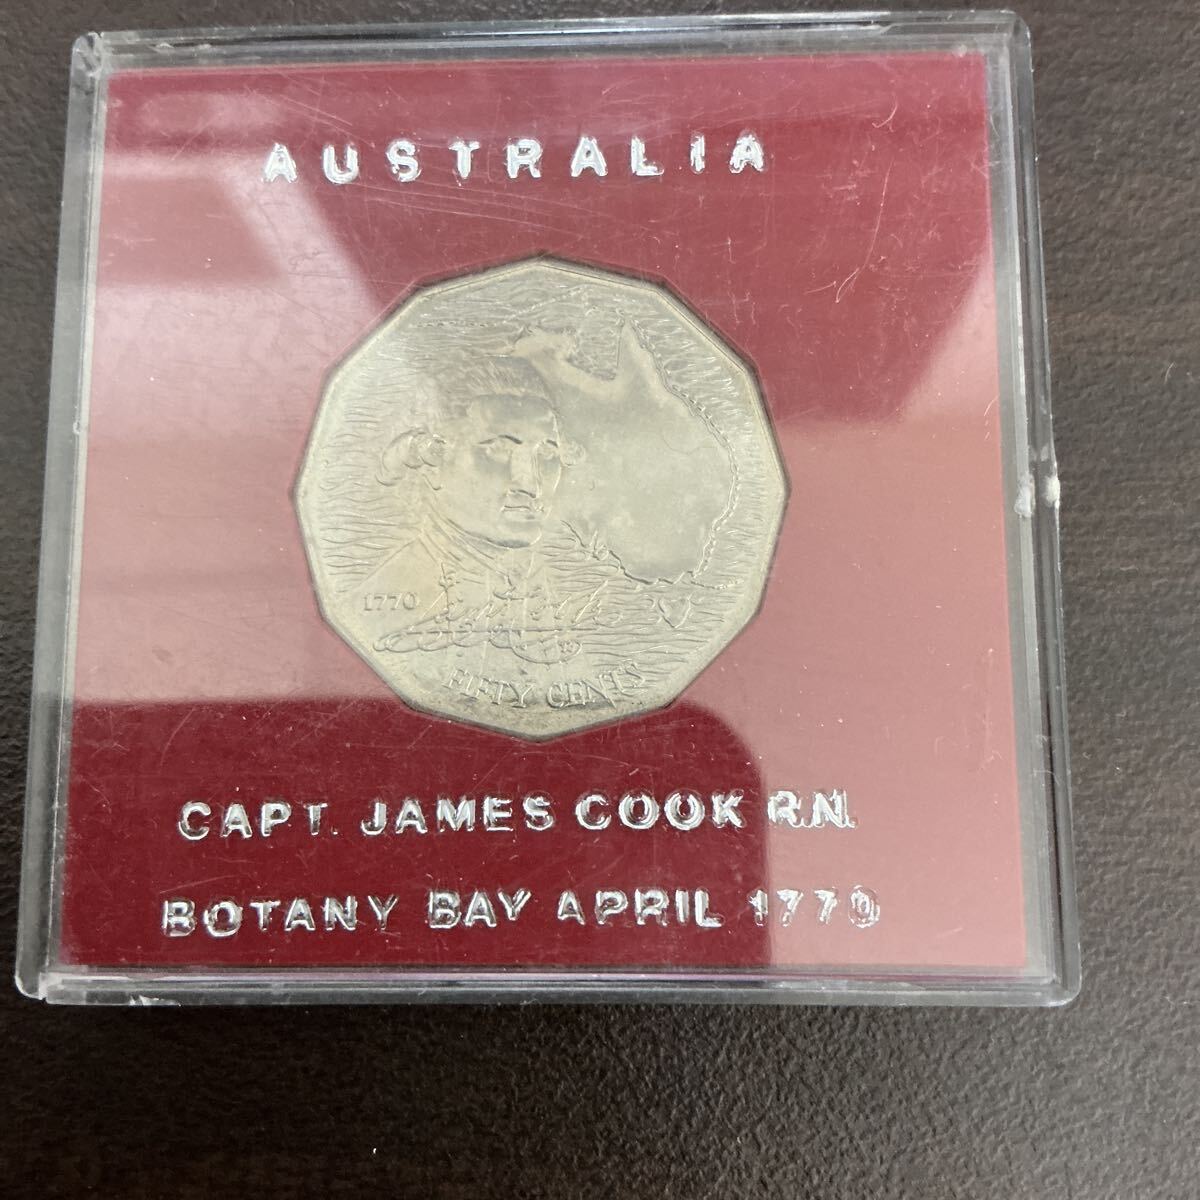 AUSTRALIA
1770
FIFTY CENTS
CAPT. JAMES COOK R.N.
BOTANY BAY APRIL 1770